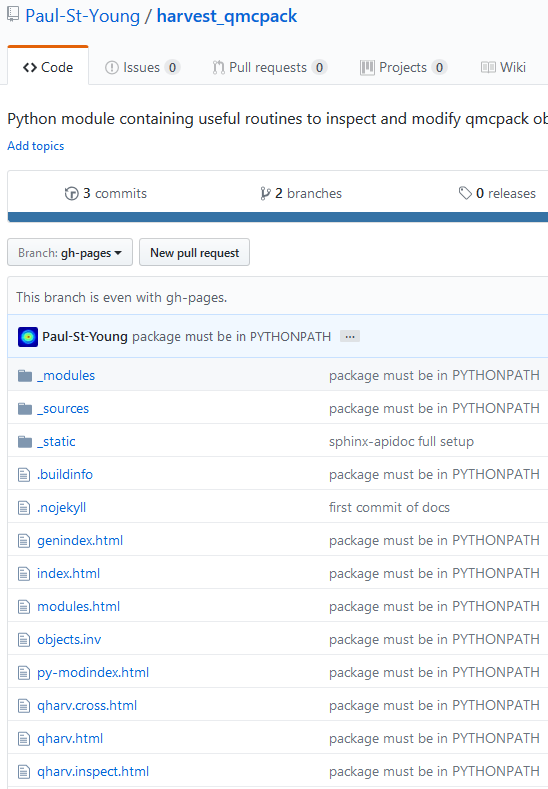 Paul-St-Young / harvest_qmcpack
Code Issues 0 Pull requests 0 Projects 0 Wiki
Python module containing useful routines to inspect and modify qmcpack ob
Add topics
3 commits 2 branches 0 releases
Branch: gh-pages New pull request
This branch is even with gh-pages.
Paul-St-Young package must be in PYTHONPATH ...
_modules package must be in PYTHONPATH
_sources package must be in PYTHONPATH
_static sphinx-apidoc full setup
.buildinfo package must be in PYTHONPATH
.nojekyll first commit of docs
genindex.html package must be in PYTHONPATH
index.html package must be in PYTHONPATH
modules.html package must be in PYTHONPATH
objects.inv package must be in PYTHONPATH
py-modindex.html package must be in PYTHONPATH
qharv.cross.html package must be in PYTHONPATH
qharv.html package must be in PYTHONPATH
qharv.inspect.html package must be in PYTHONPATH